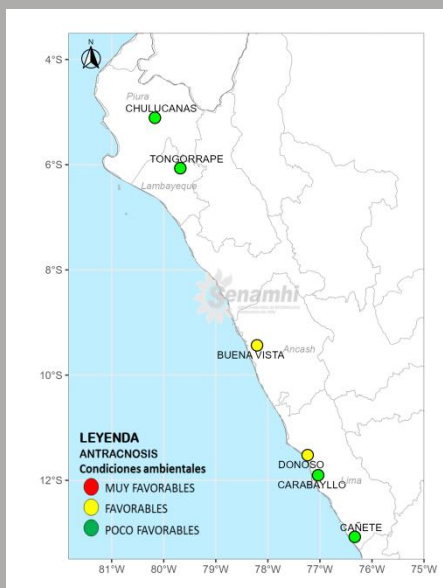 N
4°S
Piura
CHULUCANAS
6°S
TONGORRAPE
Lambayeque
8°S
Senamhi
BUENA VISTA
Ancash
10°S
LEYENDA
ANTRACNOSIS
Condiciones ambientales
MUY FAVORABLES
FAVORABLES
POCO FAVORABLES
DONOSO
12°S
CARABAYLLO
Lima
CAÑETE
81°W 80°W 79°W 78°W 77°W 76°W 75°W